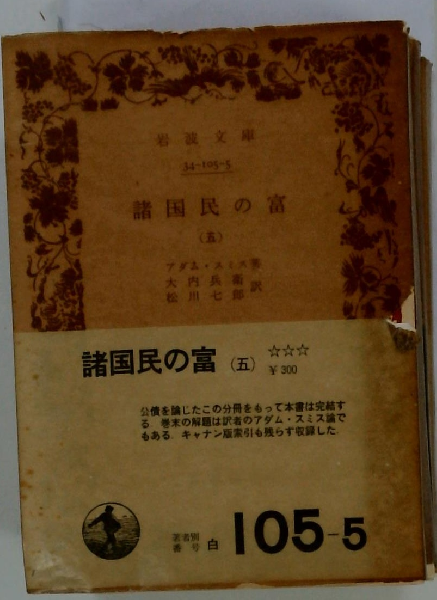 岩波文庫
34-105-5
諸国民の富
(五)
アダム・スミス著
大内兵衛
松川七郎 訳
諸国民の富 (五) ☆☆☆
¥300
公債を論じたこの分冊をもって本書は完結す
る 巻末の解題は訳者のアダム・スミス論で
もある. キャナン版索引も残らず収録した.
著者別
番号 白 105-5